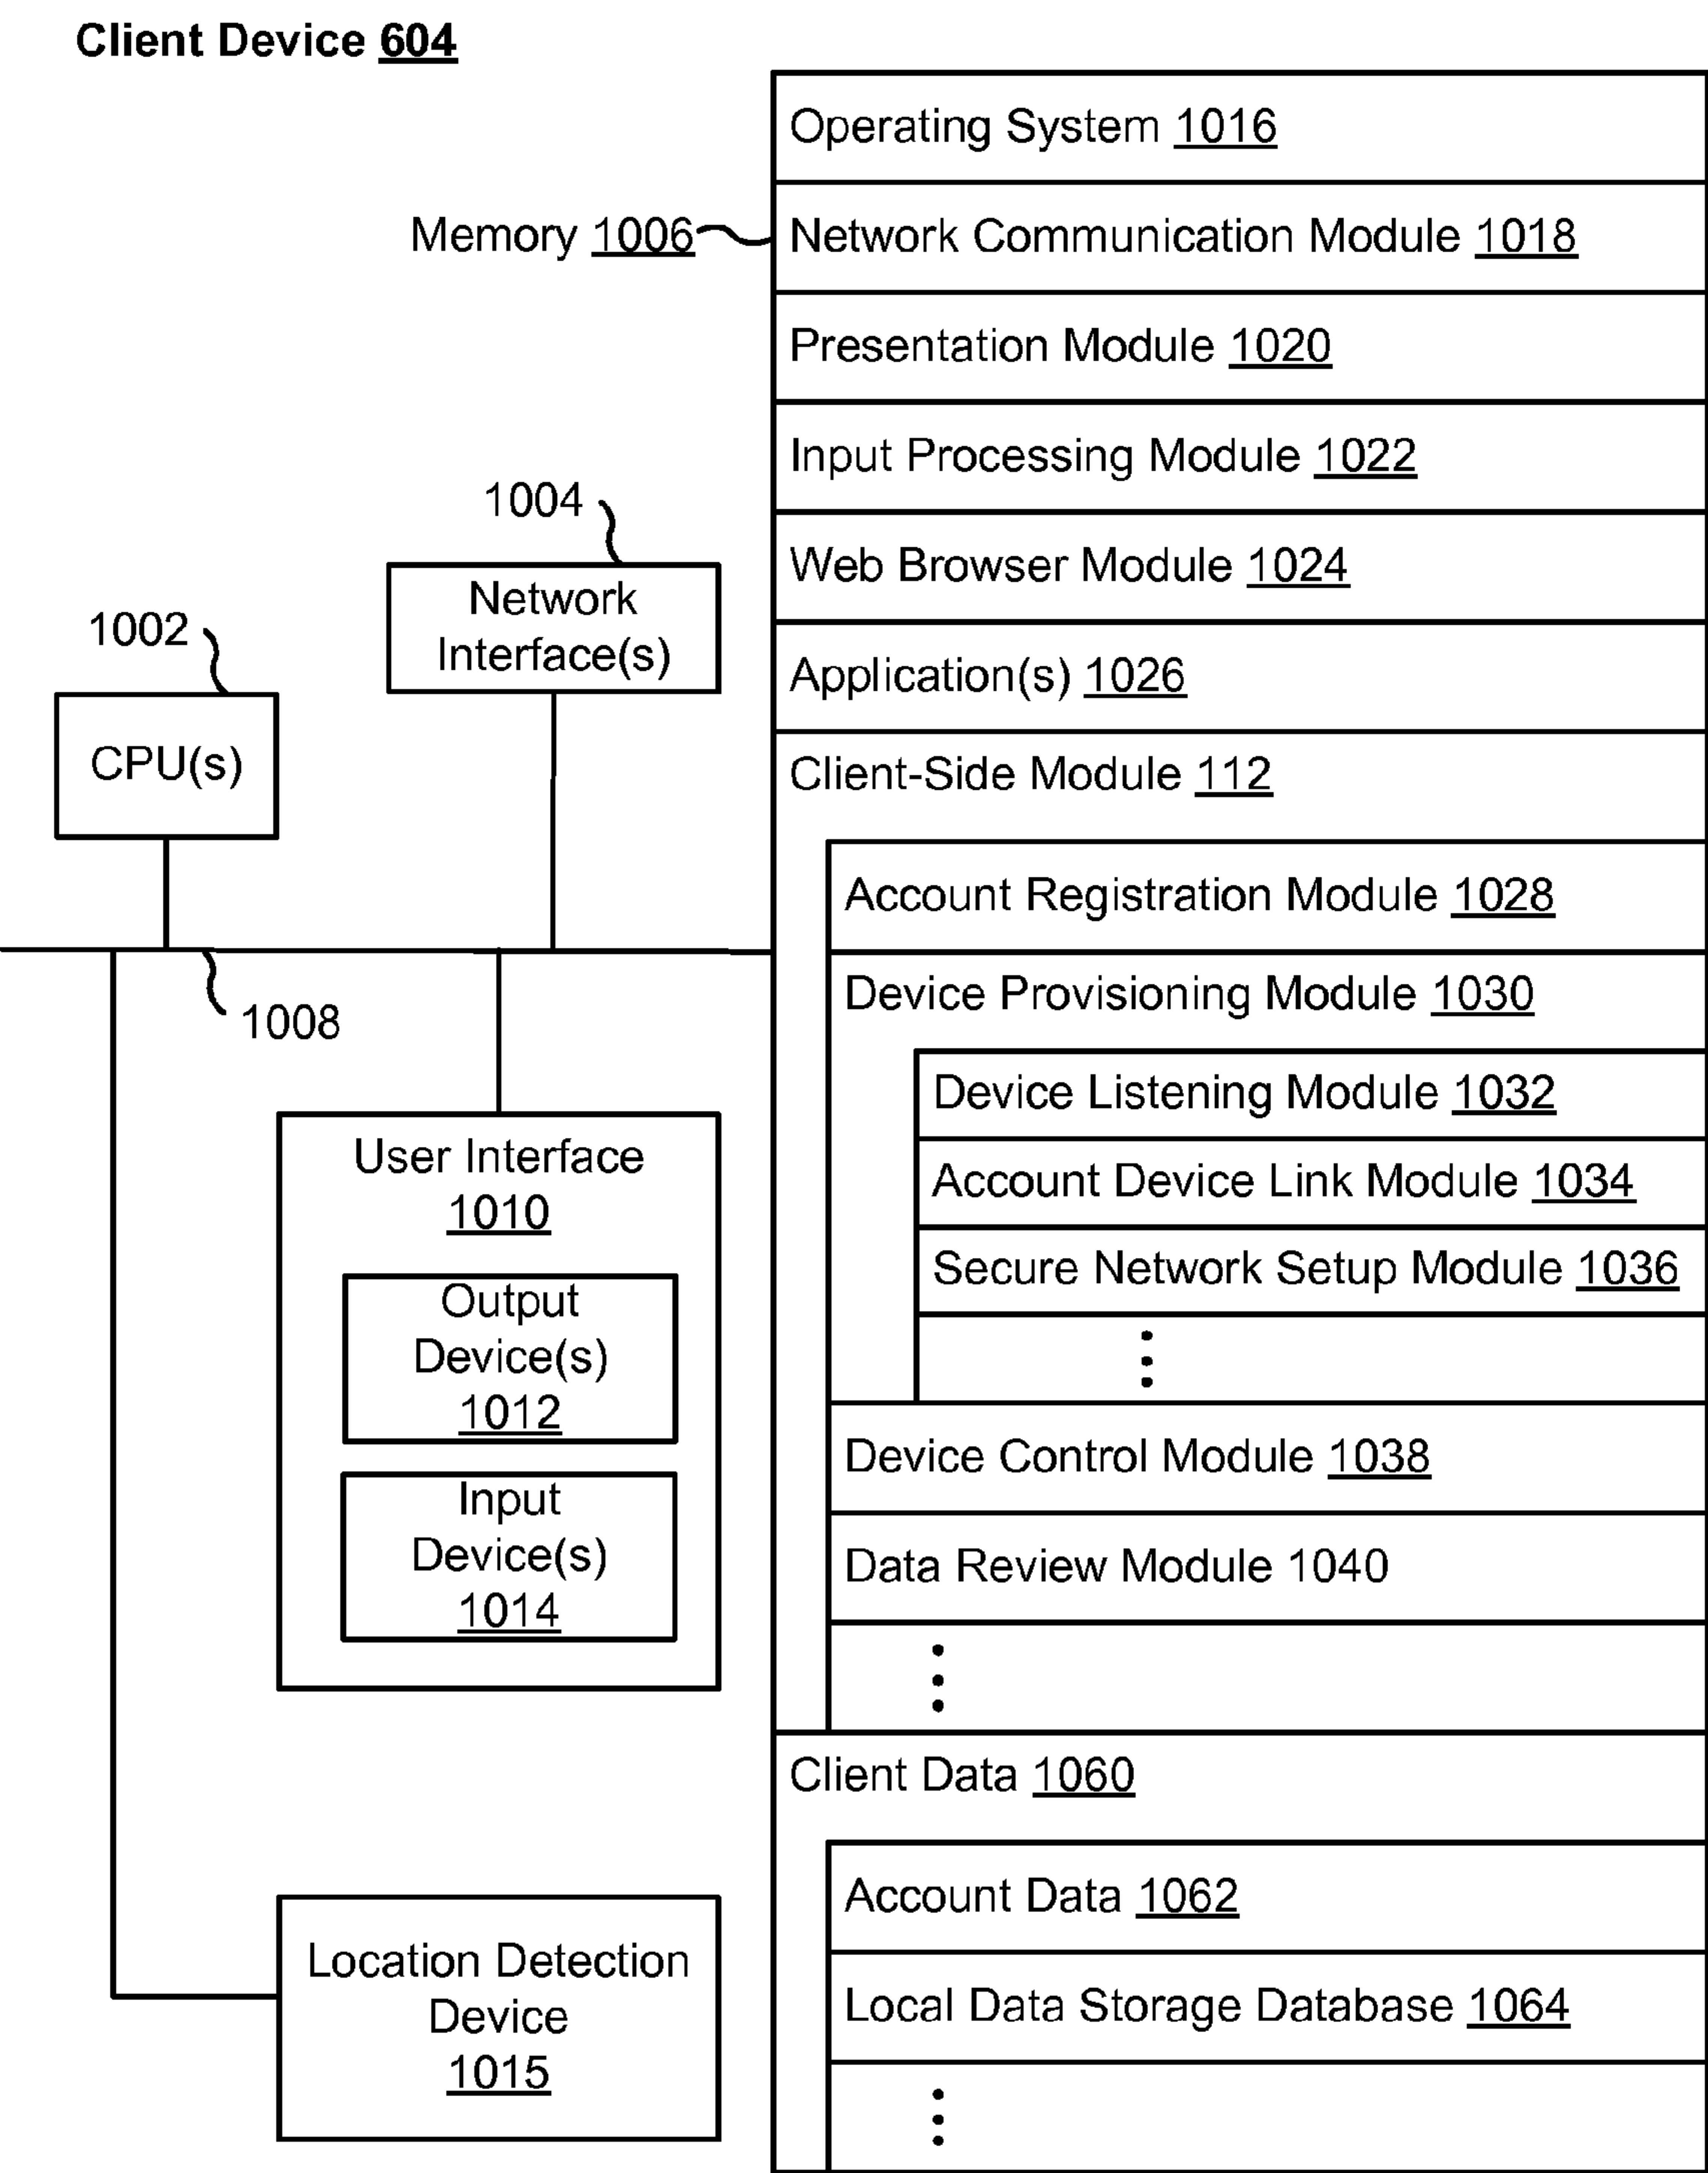 Client Device 604
Operating System 1016
Memory 1006
Network Communication Module 1018
Presentation Module 1020
Input Processing Module 1022
1004
Network
Interface(s)
Web Browser Module 1024
1002
CPU(s)
Application(s) 1026
Client-Side Module 112
Account Registration Module 1028
1008
Device Provisioning Module 1030
Device Listening Module 1032
Account Device Link Module 1034
Secure Network Setup Module 1036
User Interface
1010
Output
Device(s)
1012
Input
Device(s)
1014
Device Control Module 1038
Data Review Module 1040
Client Data 1060
Account Data 1062
Local Data Storage Database 1064
Location Detection
Device
1015